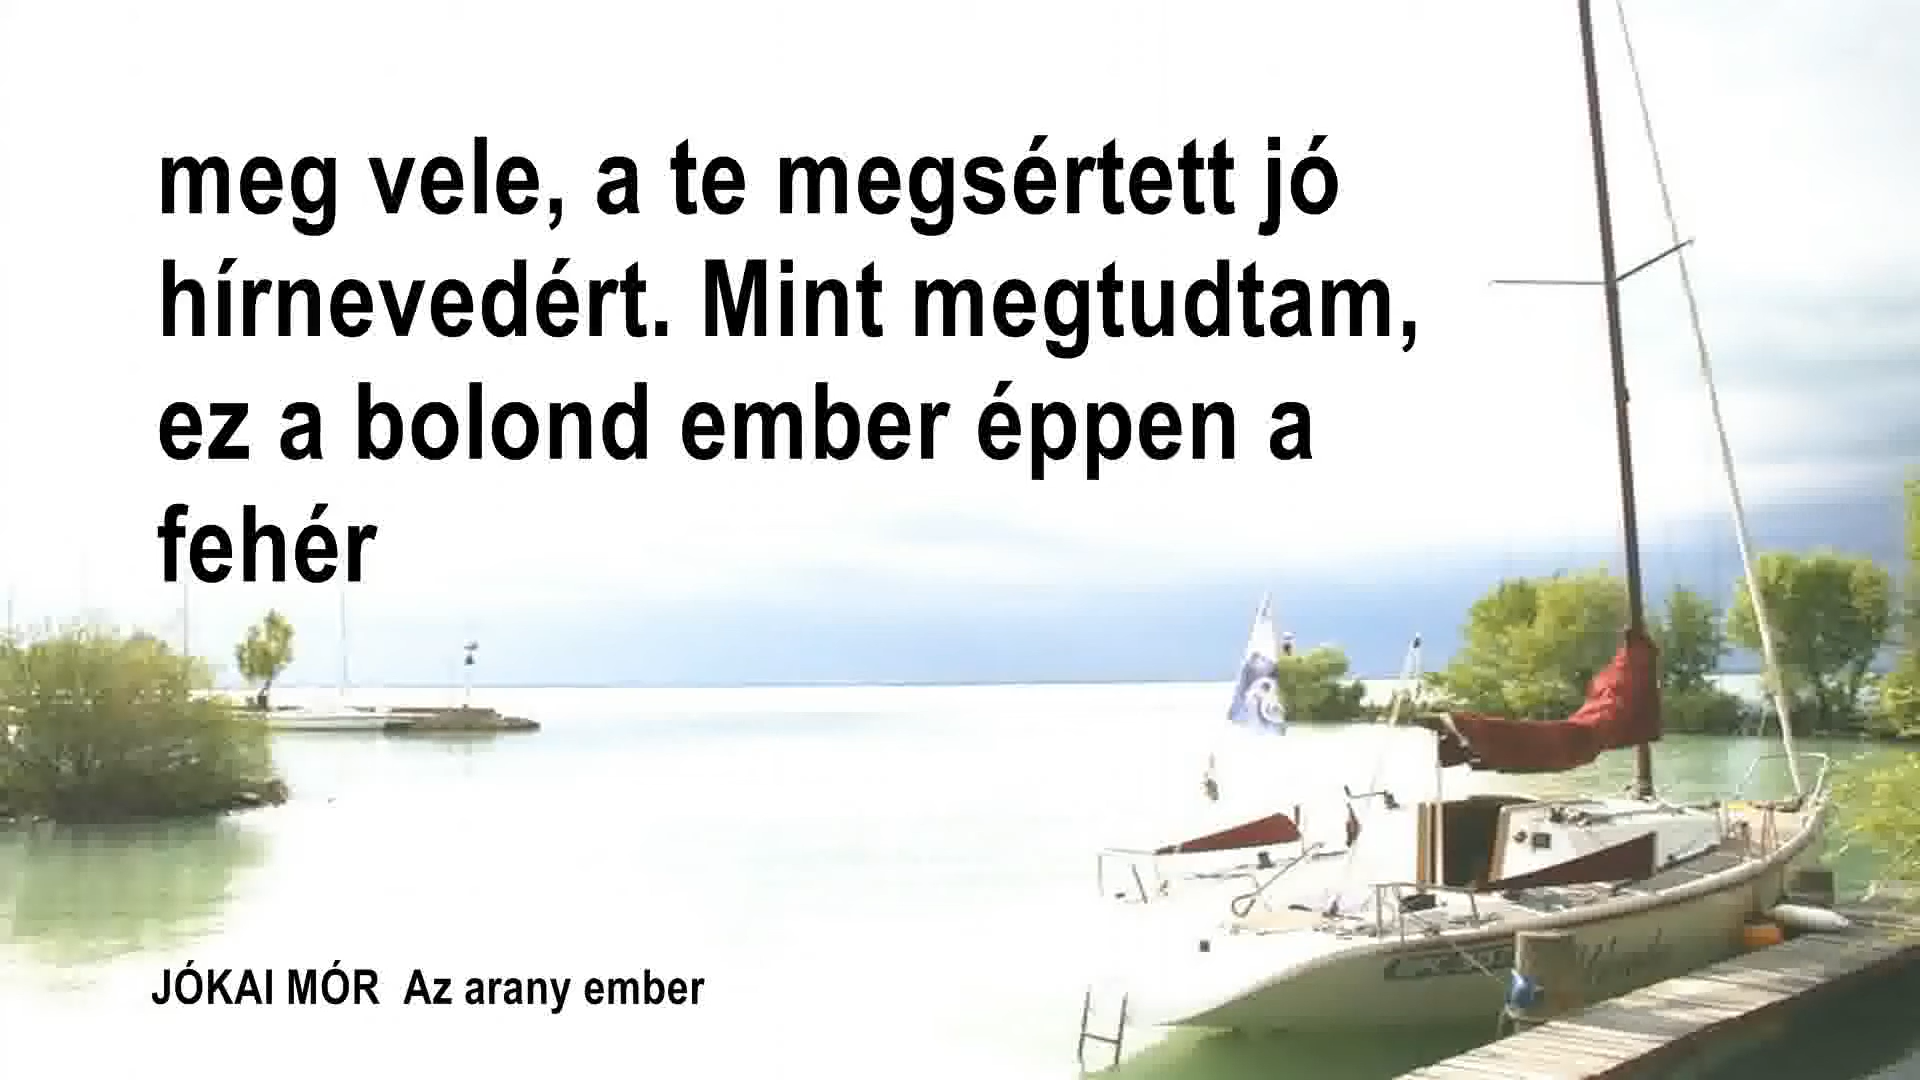 meg vele, a te megsértett jó
hírnevedért. Mint megtudtam,
ez a bolond ember éppen a
fehér
JÓKAI MÓR Az arany ember